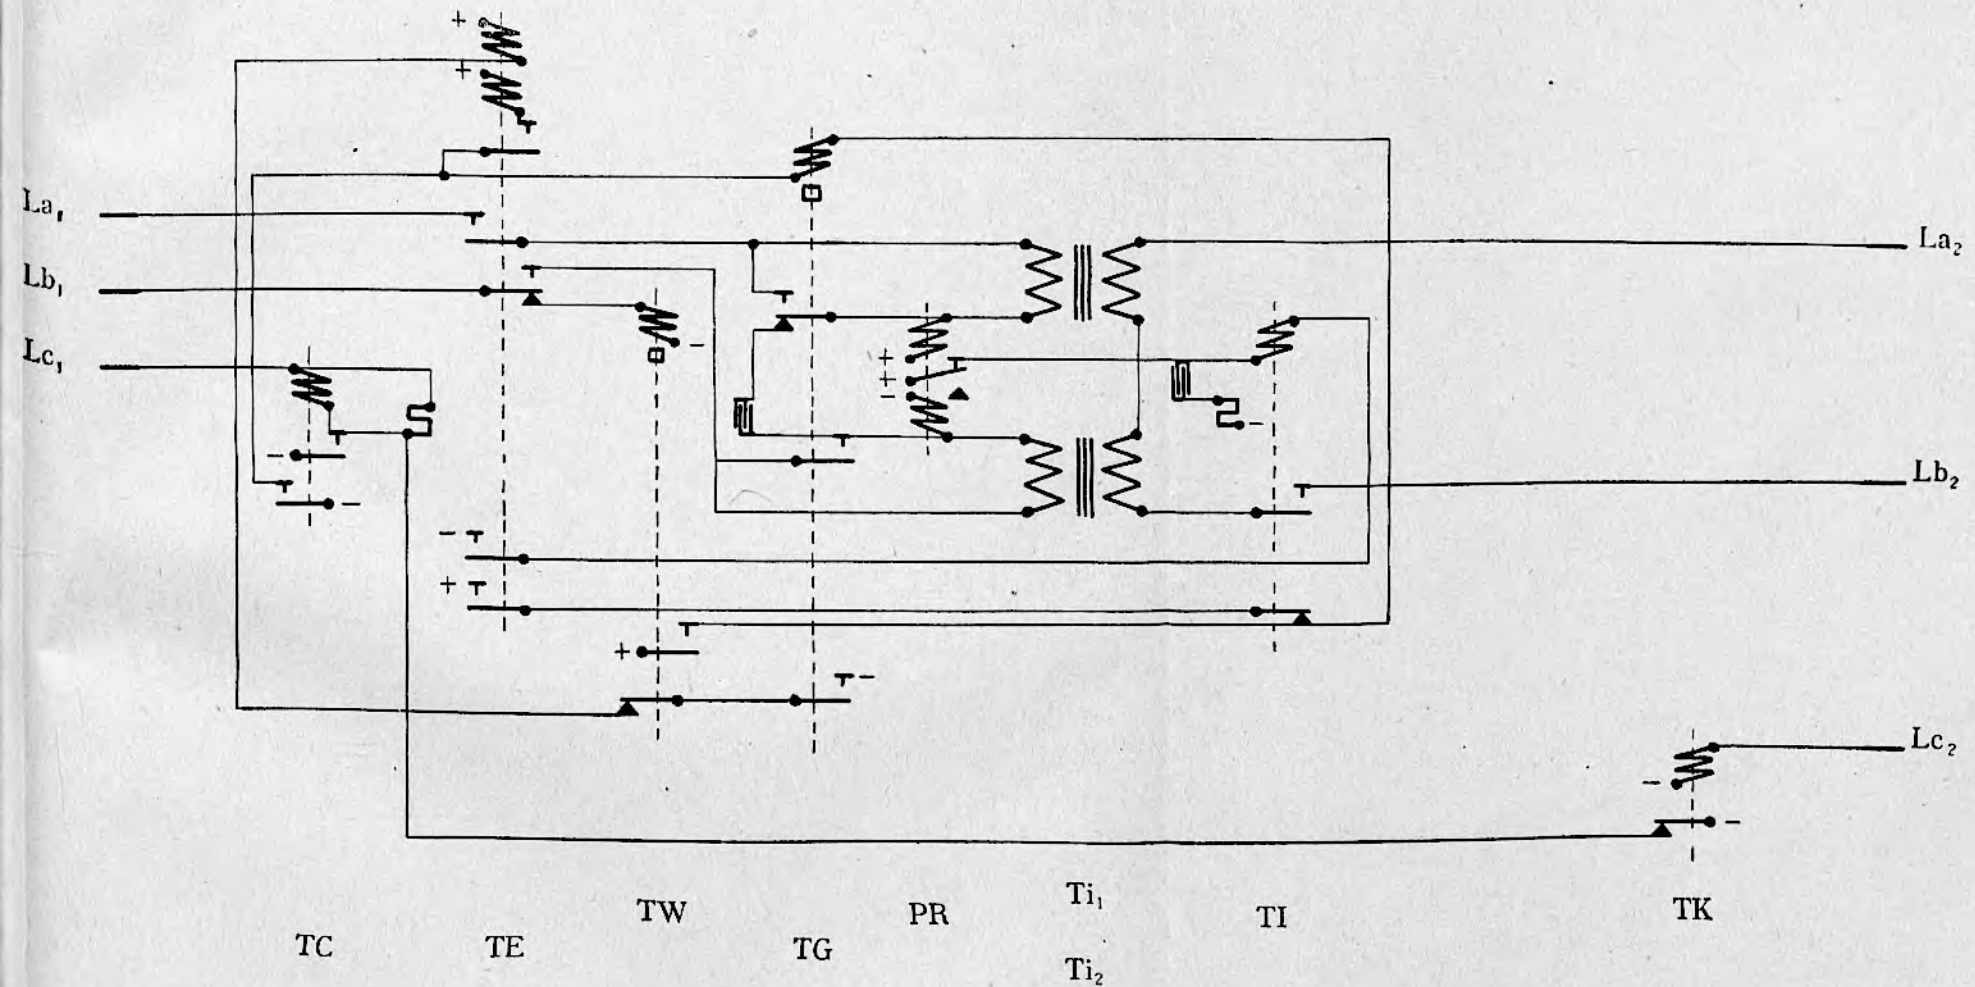 La₁
La₂
Lb₁
Lc₁
Lb₂
Lc₂
TC
TE
TW
TG
PR
Ti₁
Ti₂
TI
TK